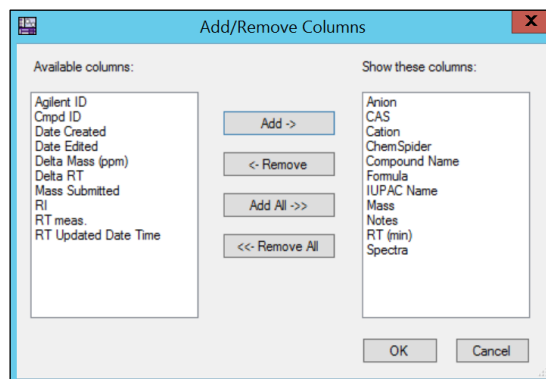 Add/Remove Columns
X
Available columns:
Show these columns:
Agilent ID
Cmpd ID
Date Created
Date Edited
Delta Mass (ppm)
Delta RT
Mass Submitted
RI
RT meas.
RT Updated Date Time
Add ->
<- Remove
Add All ->>
<<- Remove All
Anion
CAS
Cation
ChemSpider
Compound Name
Formula
IUPAC Name
Mass
Notes
RT (min)
Spectra
OK
Cancel